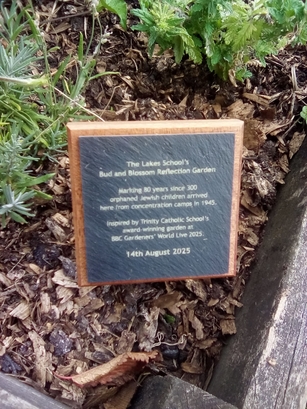 The Lakes School's
Bud and Blossom Reflection Garden
Marking 80 years since 300
orphaned Jewish children arrived
here from concentration camps in 1945.
Inspired by Trinity Catholic School's
award-winning garden at
BBC Gardeners' World Live 2025
14th August 2025